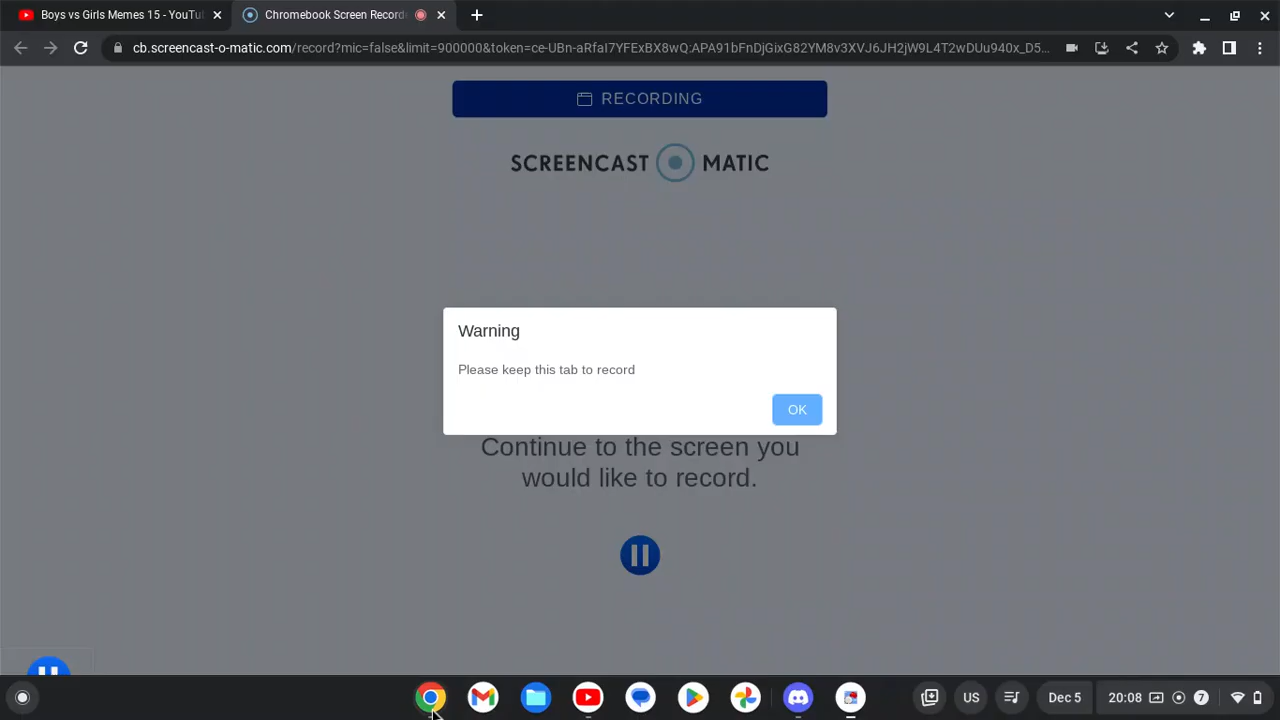 Boys vs Girls Memes 15 - YouTu
Chromebook Screen Record
cb.screencast-o-matic.com/record?mic=false&limit=900000&token=ce-UBn-aRfaI7YFExBX8wQ:APA91bFnDjGixG82YM8v3XVJ6JH2jW9L4T2wDUu940x_D5...
RECORDING
SCREENCAST MATIC
Warning
Please keep this tab to record
OK
Continue to the screen you
would like to record.
US
Dec 5
20:08
7